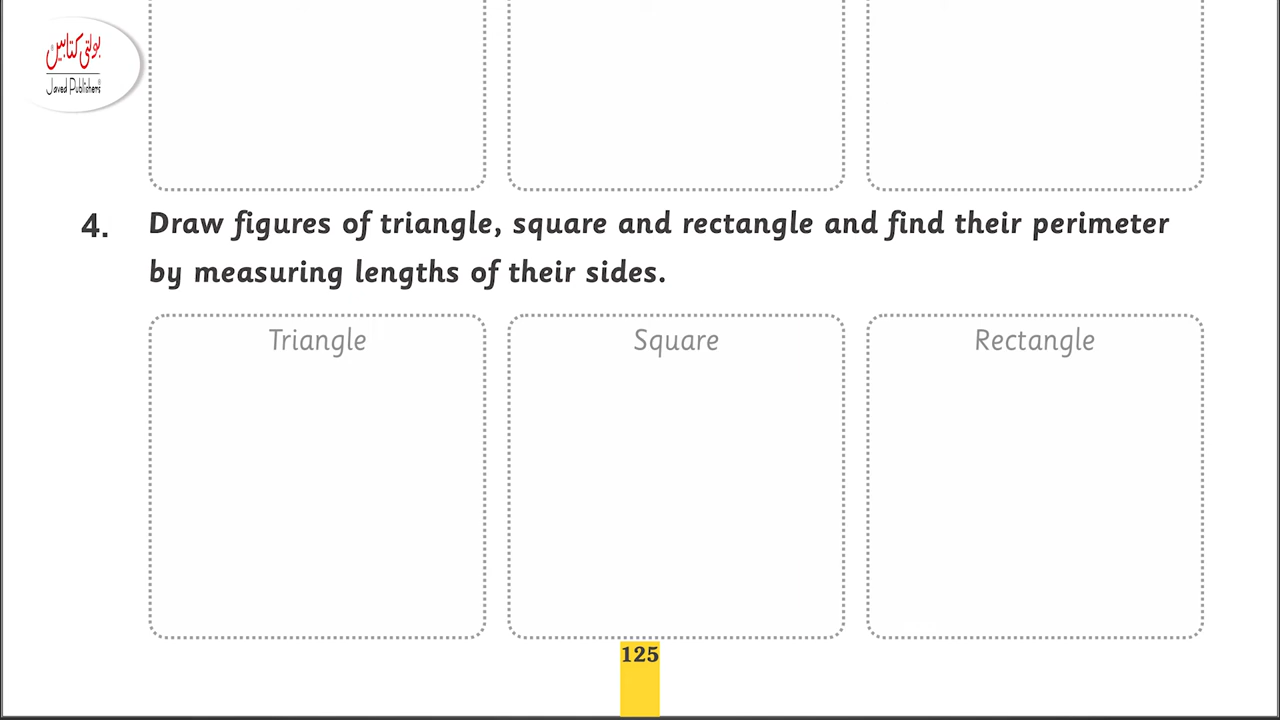 بولتی کتابیں
Javed Publishers®
4. Draw figures of triangle, square and rectangle and find their perimeter
by measuring lengths of their sides.
Triangle Square Rectangle
125